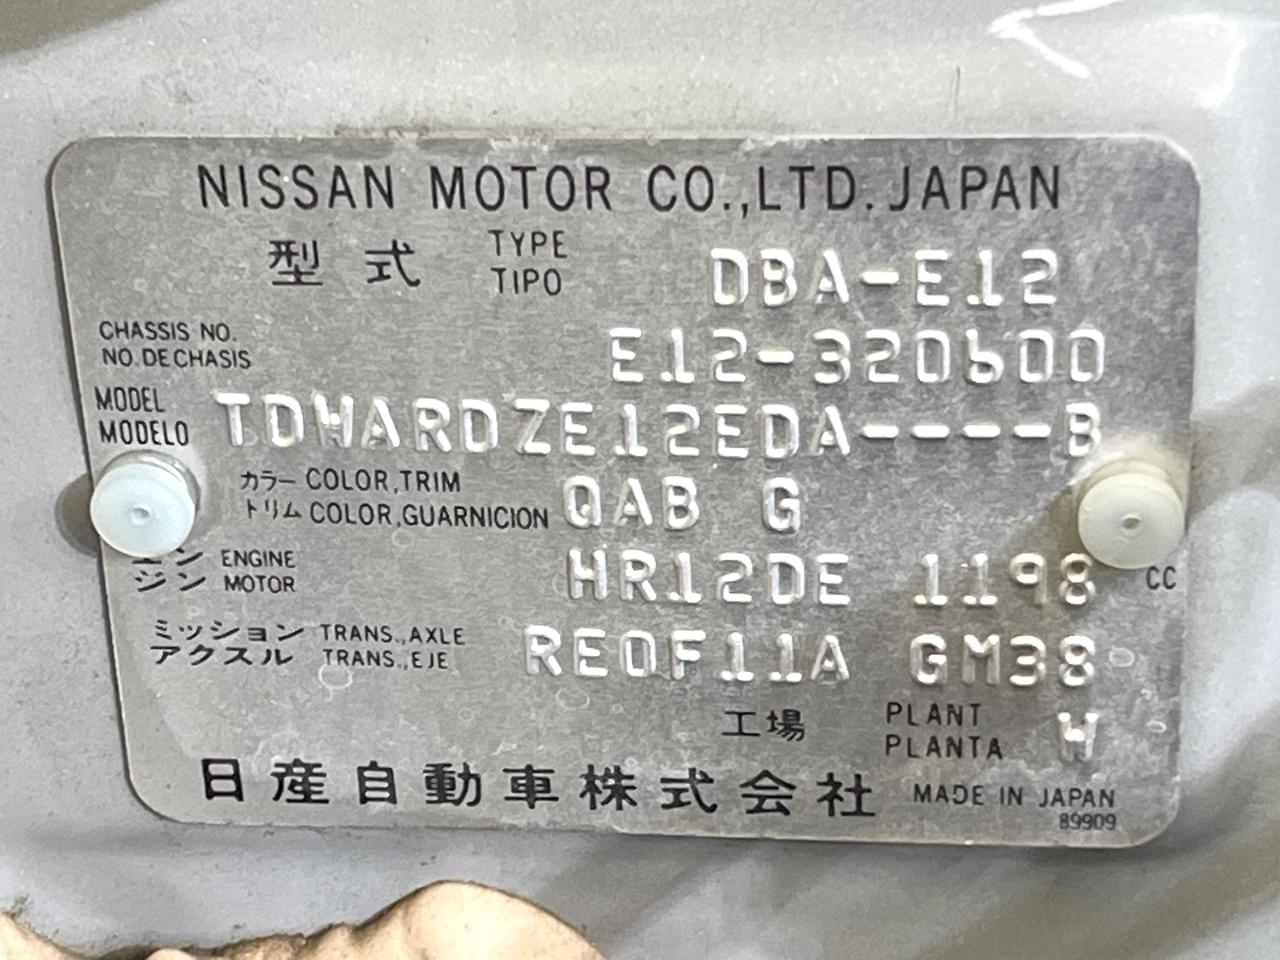 NISSAN MOTOR CO.,LTD. JAPAN
型式 TYPE TIPO DBA-E12
CHASSIS NO. NO. DE CHASIS E12-320600
MODEL MODELO TDWARDZE12EDA----B
カラー COLOR,TRIM
トリム COLOR,GUARNICION QAB G
エン ENGINE
ジン MOTOR HR12DE 1198 CC
ミッション TRANS.,AXLE
アクスル TRANS.,EJE RE0F11A GM38
工場 PLANT PLANTA W
日産自動車株式会社 MADE IN JAPAN
89909